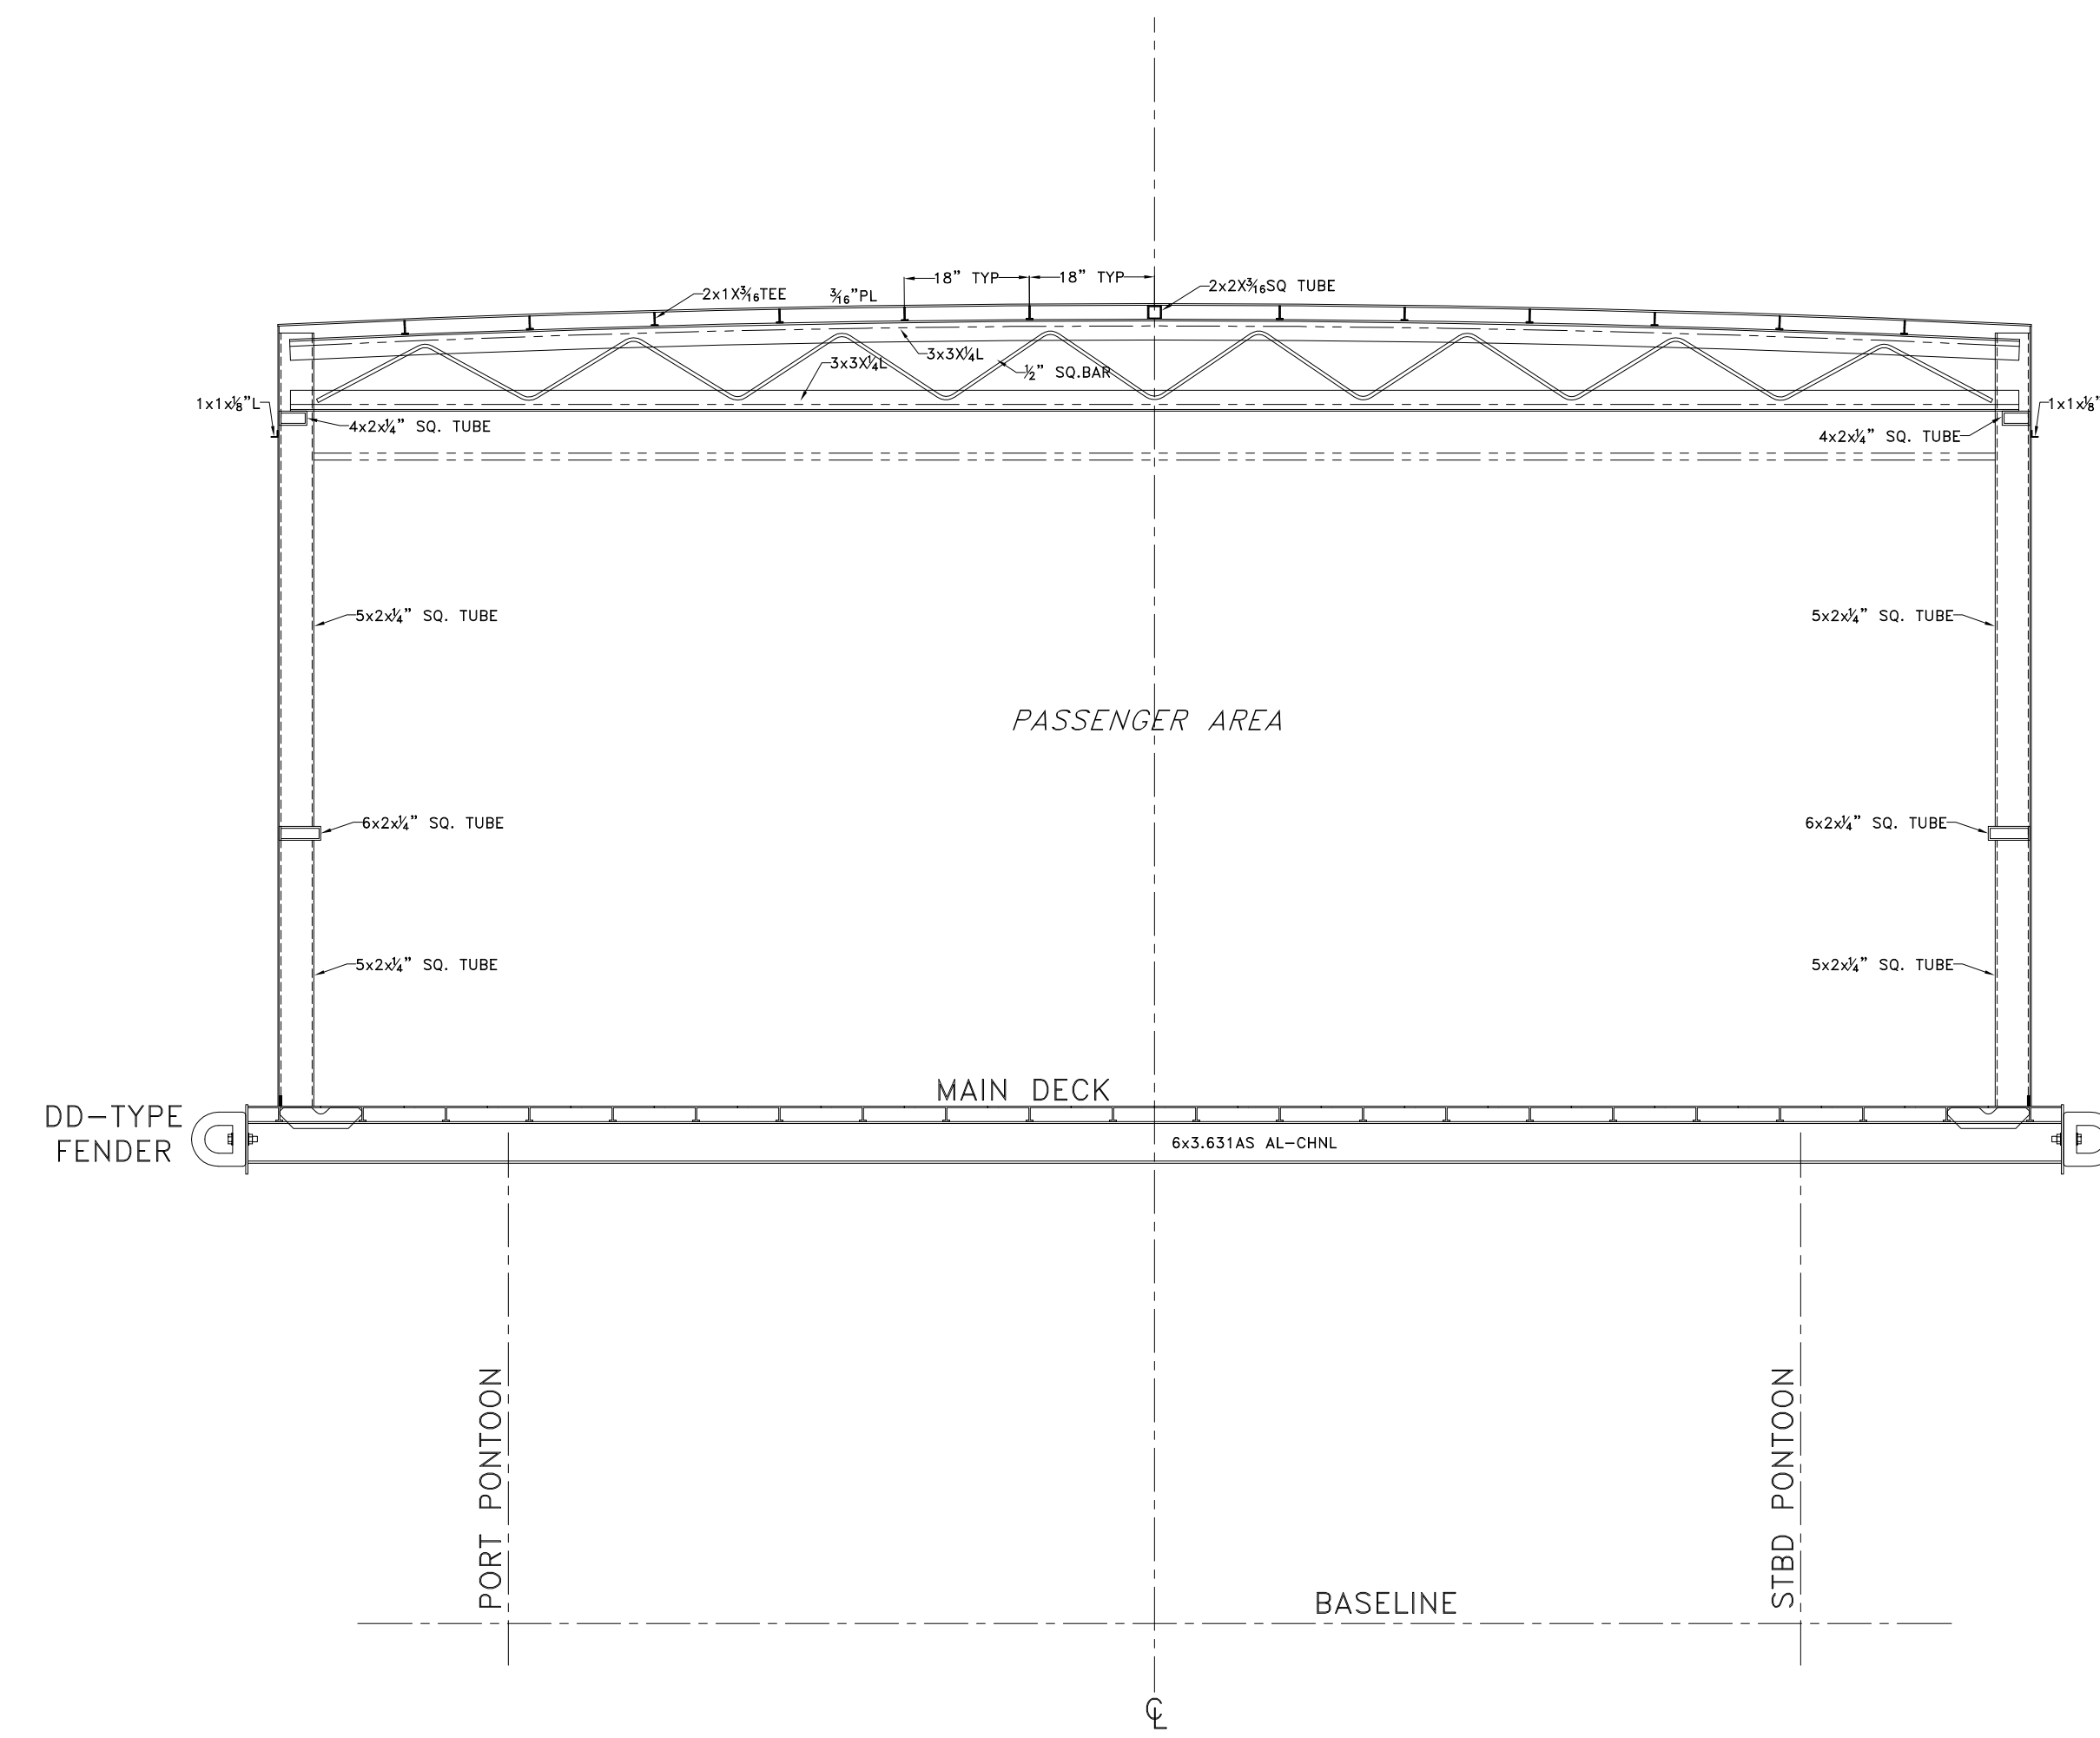 18" TYP
18" TYP
2x2X3/16SQ TUBE
2x1X3/16TEE
3/16"PL
3x3X1/4L
3x3X1/4L
1/2" SQ.BAR
1x1x1/8"L
1x1x1/8"
4x2x1/4" SQ. TUBE
4x2x1/4" SQ. TUBE
5x2x1/4" SQ. TUBE
5x2x1/4" SQ. TUBE
PASSENGER AREA
6x2x1/4" SQ. TUBE
6x2x1/4" SQ. TUBE
5x2x1/4" SQ. TUBE
5x2x1/4" SQ. TUBE
MAIN DECK
DD-TYPE
FENDER
6x3.631AS AL-CHNL
PORT PONTOON
STBD PONTOON
BASELINE
CL